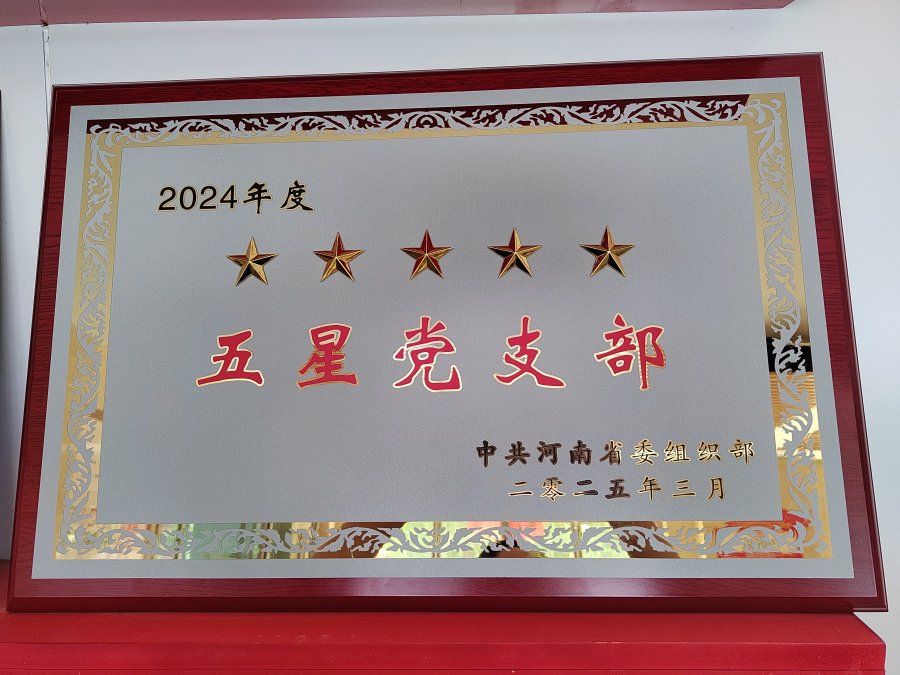 2024年度
五星党支部
中共河南省委组织部
二零二五年三月